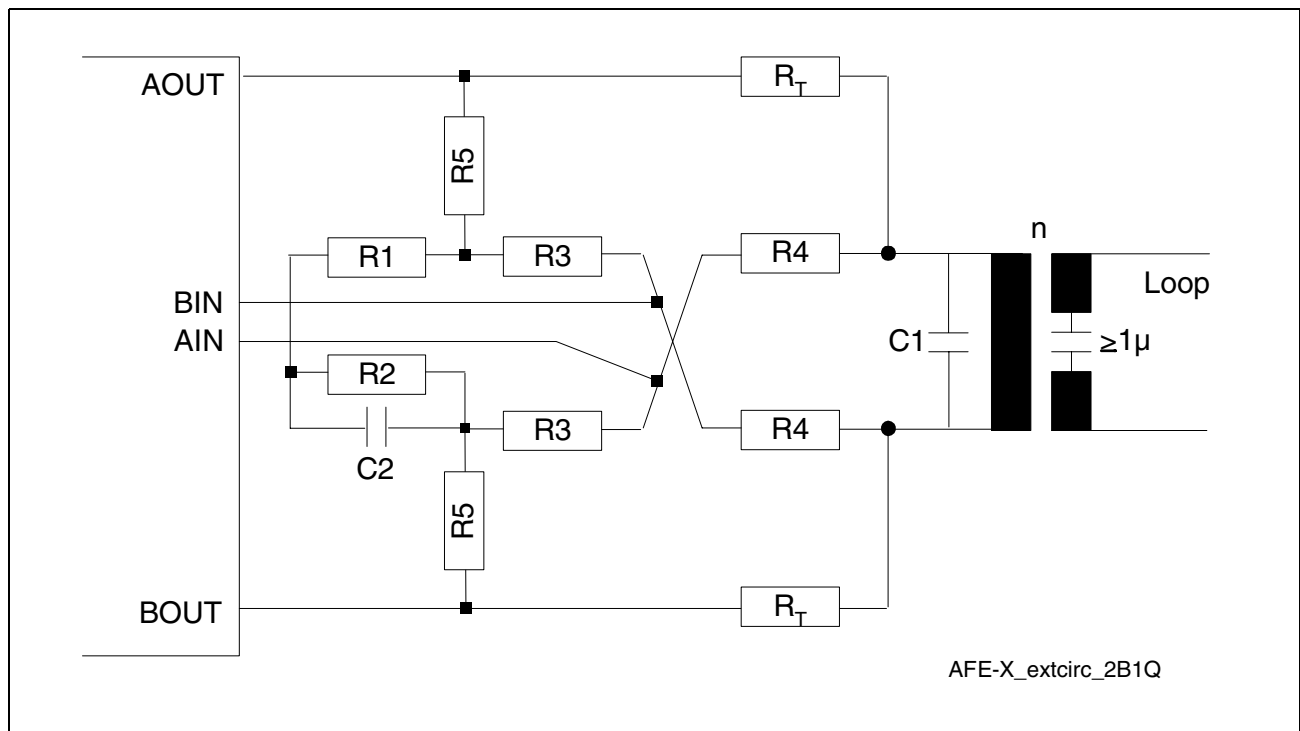 AOUT
R_T
R5
n
R1
R3
R4
Loop
BIN
AIN
C1
≥1µ
R2
R3
R4
C2
R5
BOUT
R_T
AFE-X_extcirc_2B1Q